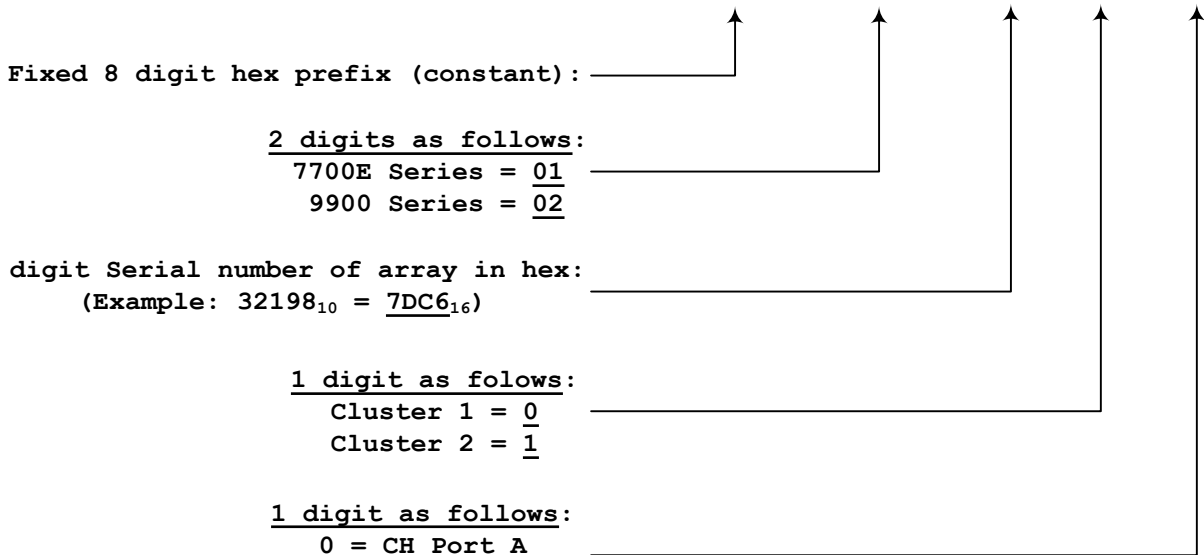 Fixed 8 digit hex prefix (constant):
2 digits as follows:
7700E Series = 01
9900 Series = 02
digit Serial number of array in hex:
(Example: 32198₁₀ = 7DC6₁₆)
1 digit as folows:
Cluster 1 = 0
Cluster 2 = 1
1 digit as follows:
0 = CH Port A